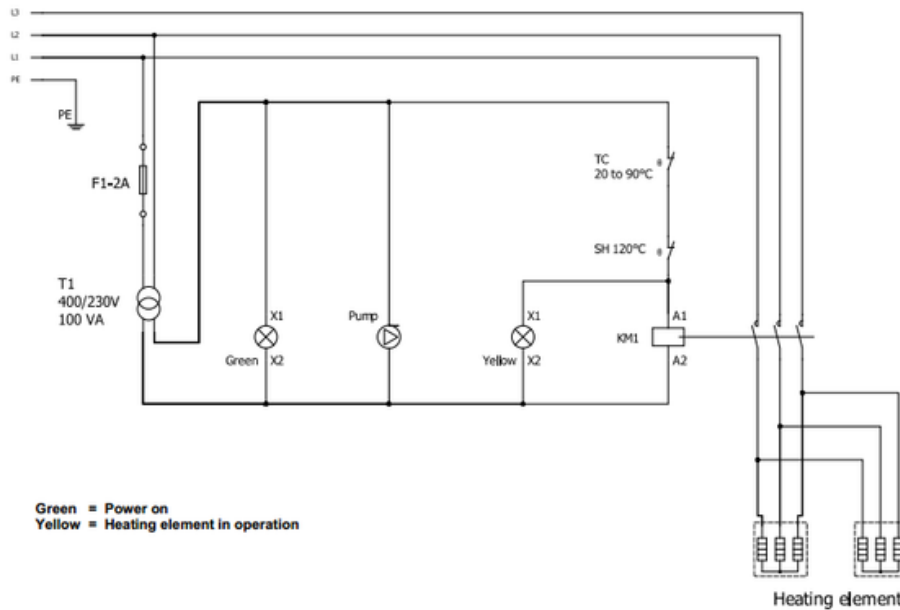 L3
L2
L1
PE
PE
F1-2A
T1
400/230V
100 VA
TC
20 to 90°C
SH 120°C
X1
Green X2
Pump
X1
Yellow X2
A1
KM1
A2
Green = Power on
Yellow = Heating element in operation
Heating element